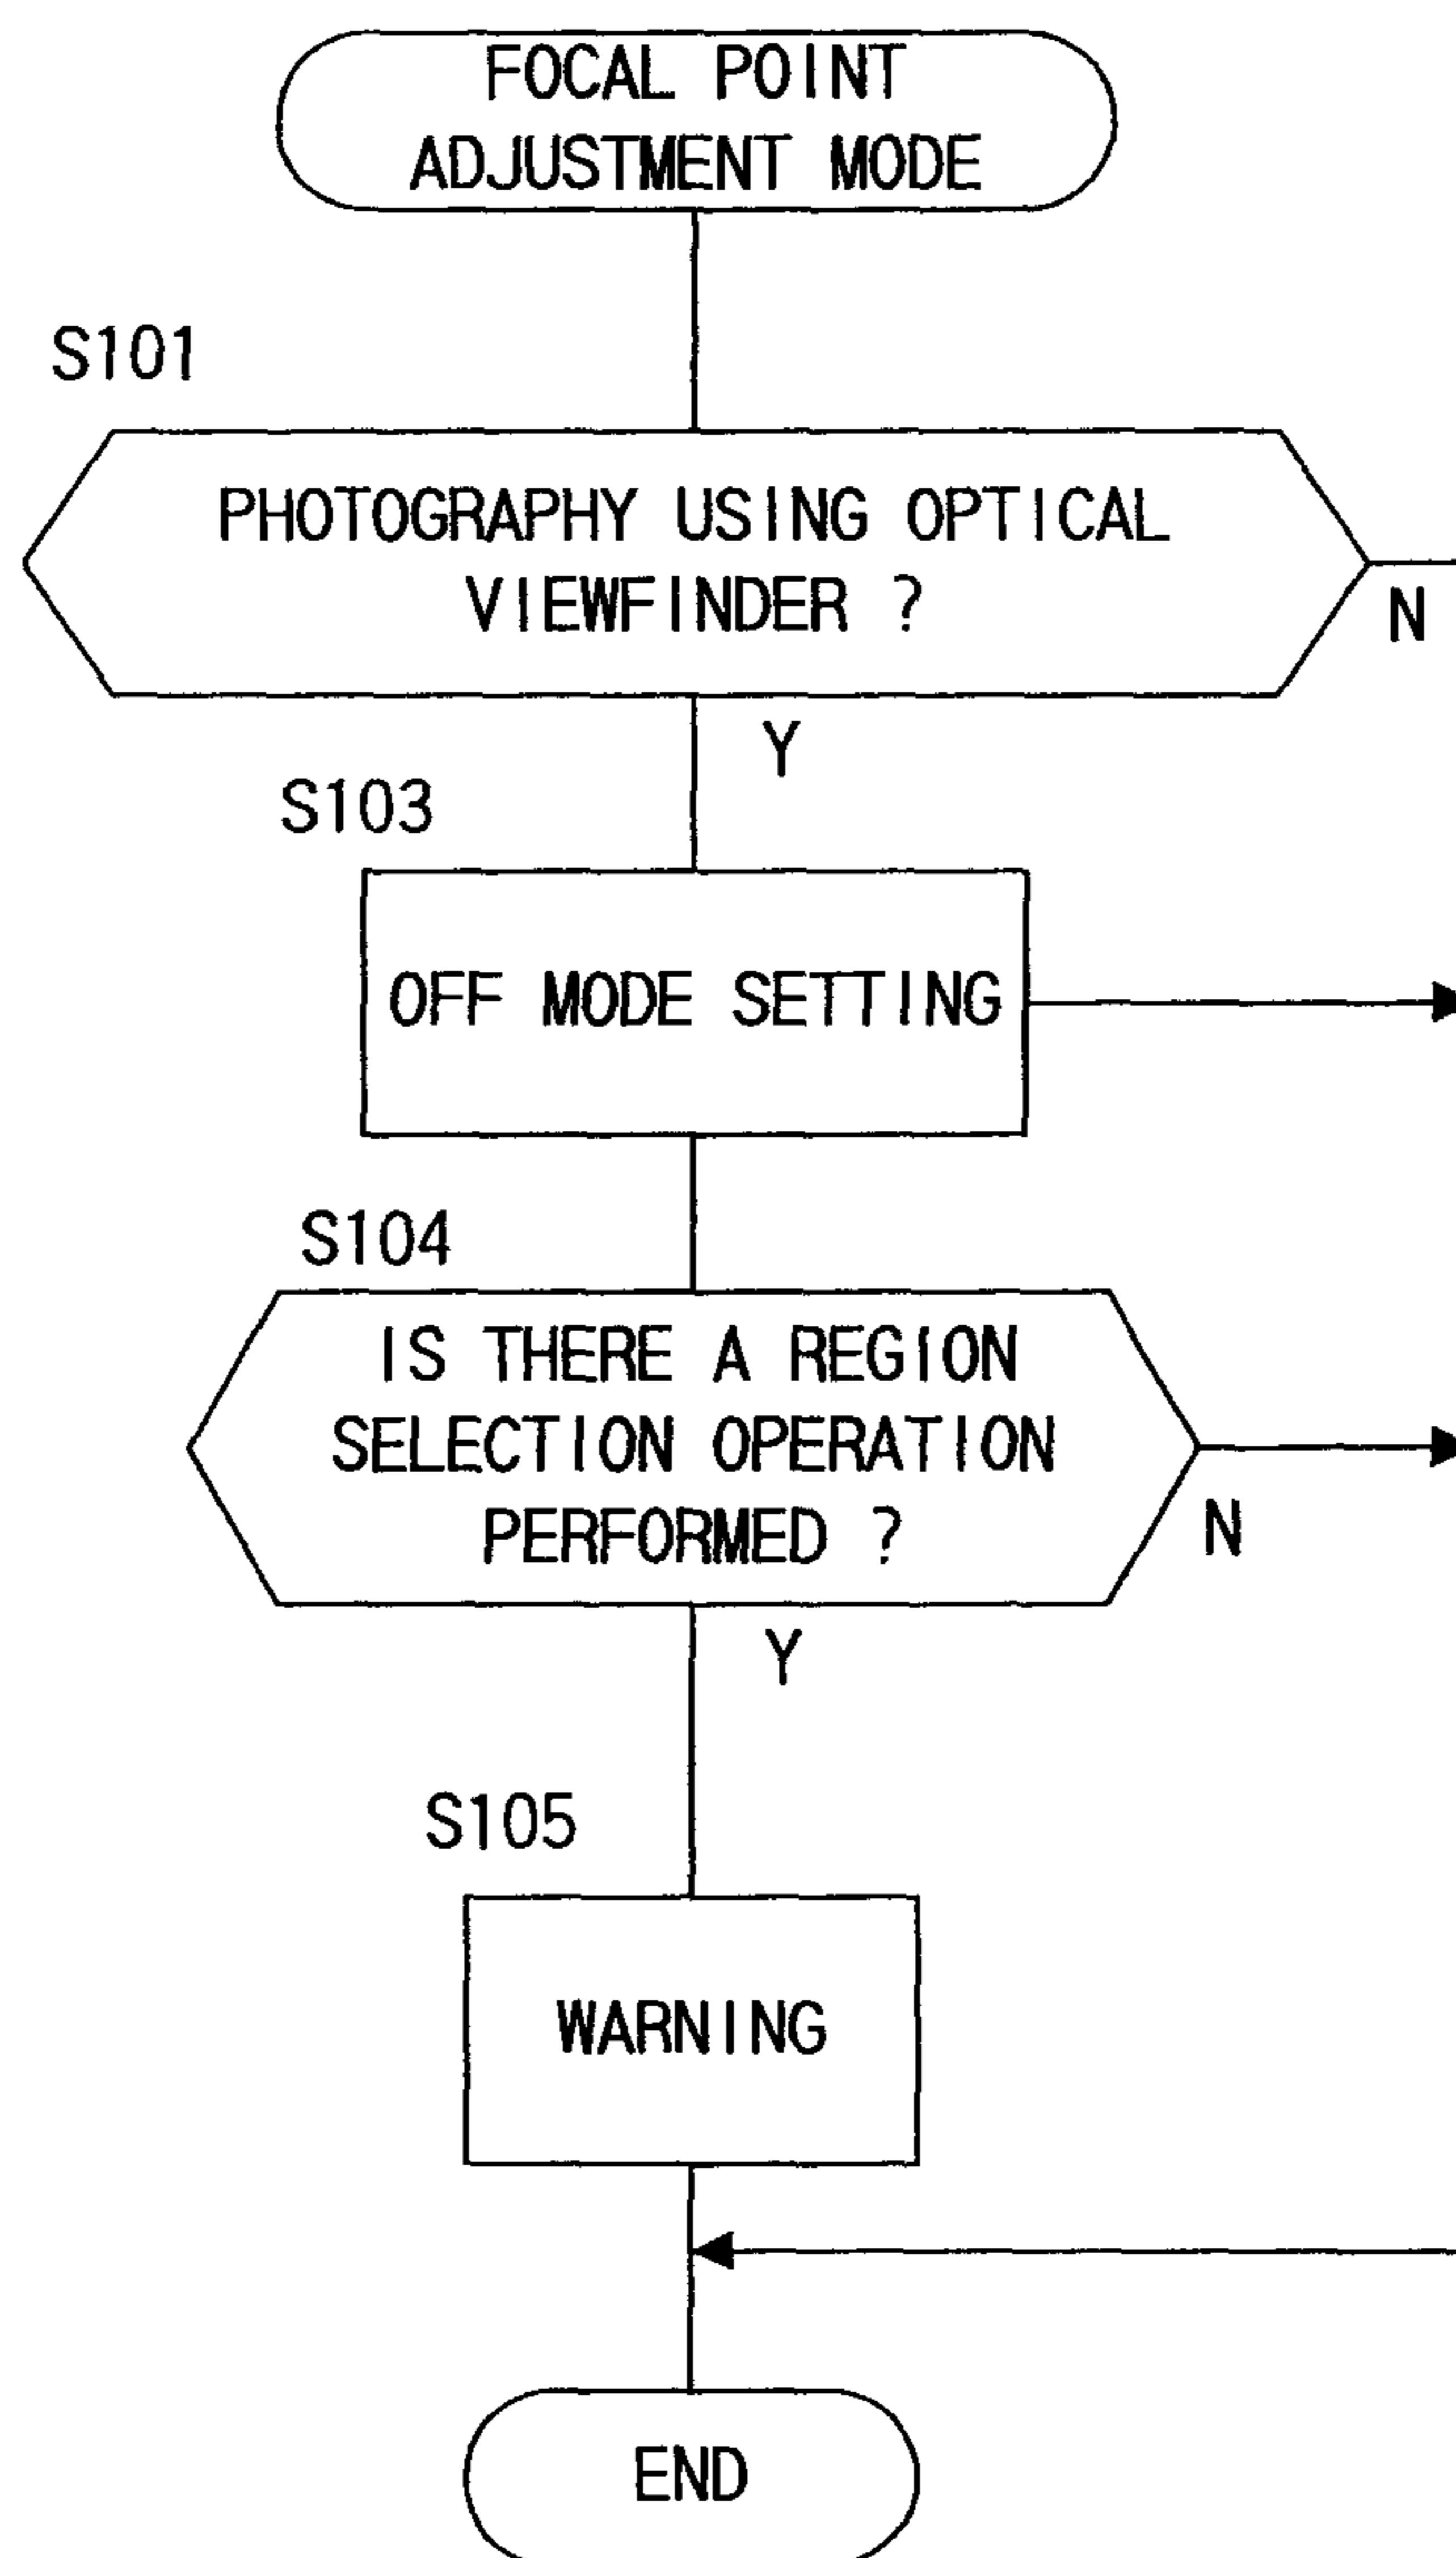 FOCAL POINT
ADJUSTMENT MODE
S101
PHOTOGRAPHY USING OPTICAL
VIEWFINDER ?
N
Y
S103
OFF MODE SETTING
S104
IS THERE A REGION
SELECTION OPERATION
PERFORMED ?
N
Y
S105
WARNING
END